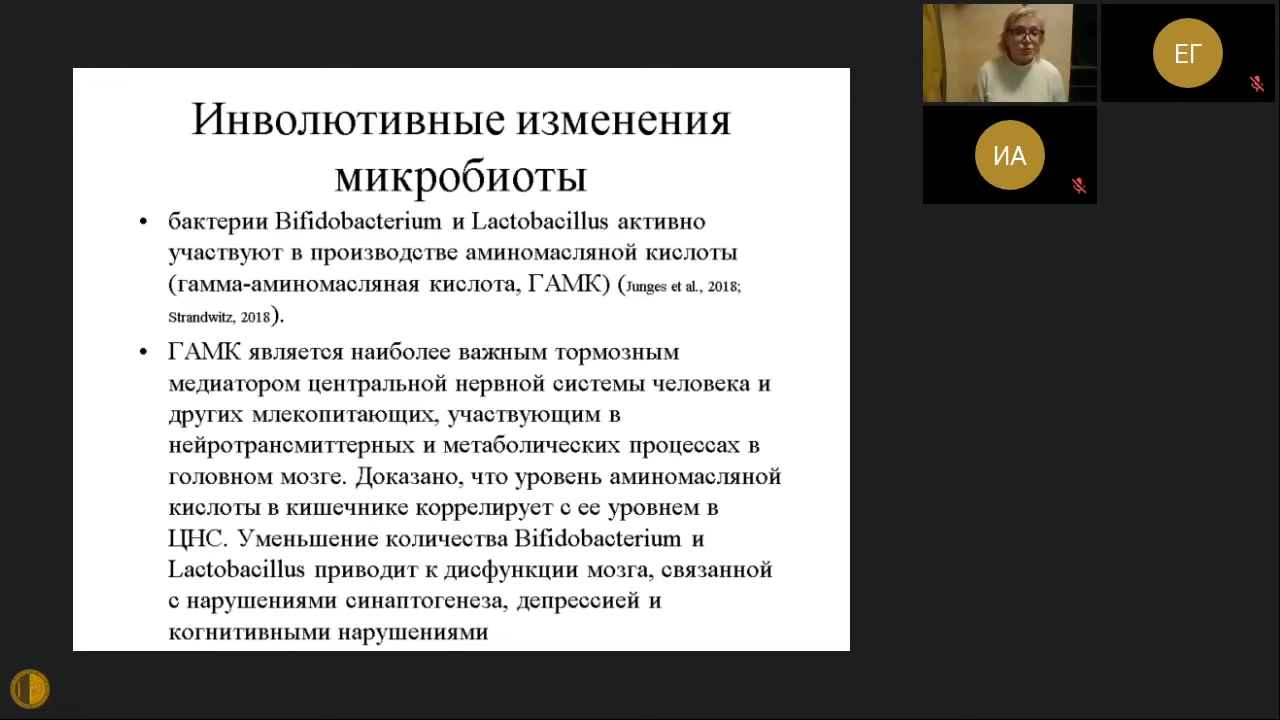 Инволютивные изменения
микробиоты
• бактерии Bifidobacterium и Lactobacillus активно
участвуют в производстве аминомасляной кислоты
(гамма-аминомасляная кислота, ГАМК) (Junges et al., 2018;
Strandwitz, 2018).
• ГАМК является наиболее важным тормозным
медиатором центральной нервной системы человека и
других млекопитающих, участвующим в
нейротрансмиттерных и метаболических процессах в
головном мозге. Доказано, что уровень аминомасляной
кислоты в кишечнике коррелирует с ее уровнем в
ЦНС. Уменьшение количества Bifidobacterium и
Lactobacillus приводит к дисфункции мозга, связанной
с нарушениями синаптогенеза, депрессией и
когнитивными нарушениями
ЕГ
ИА